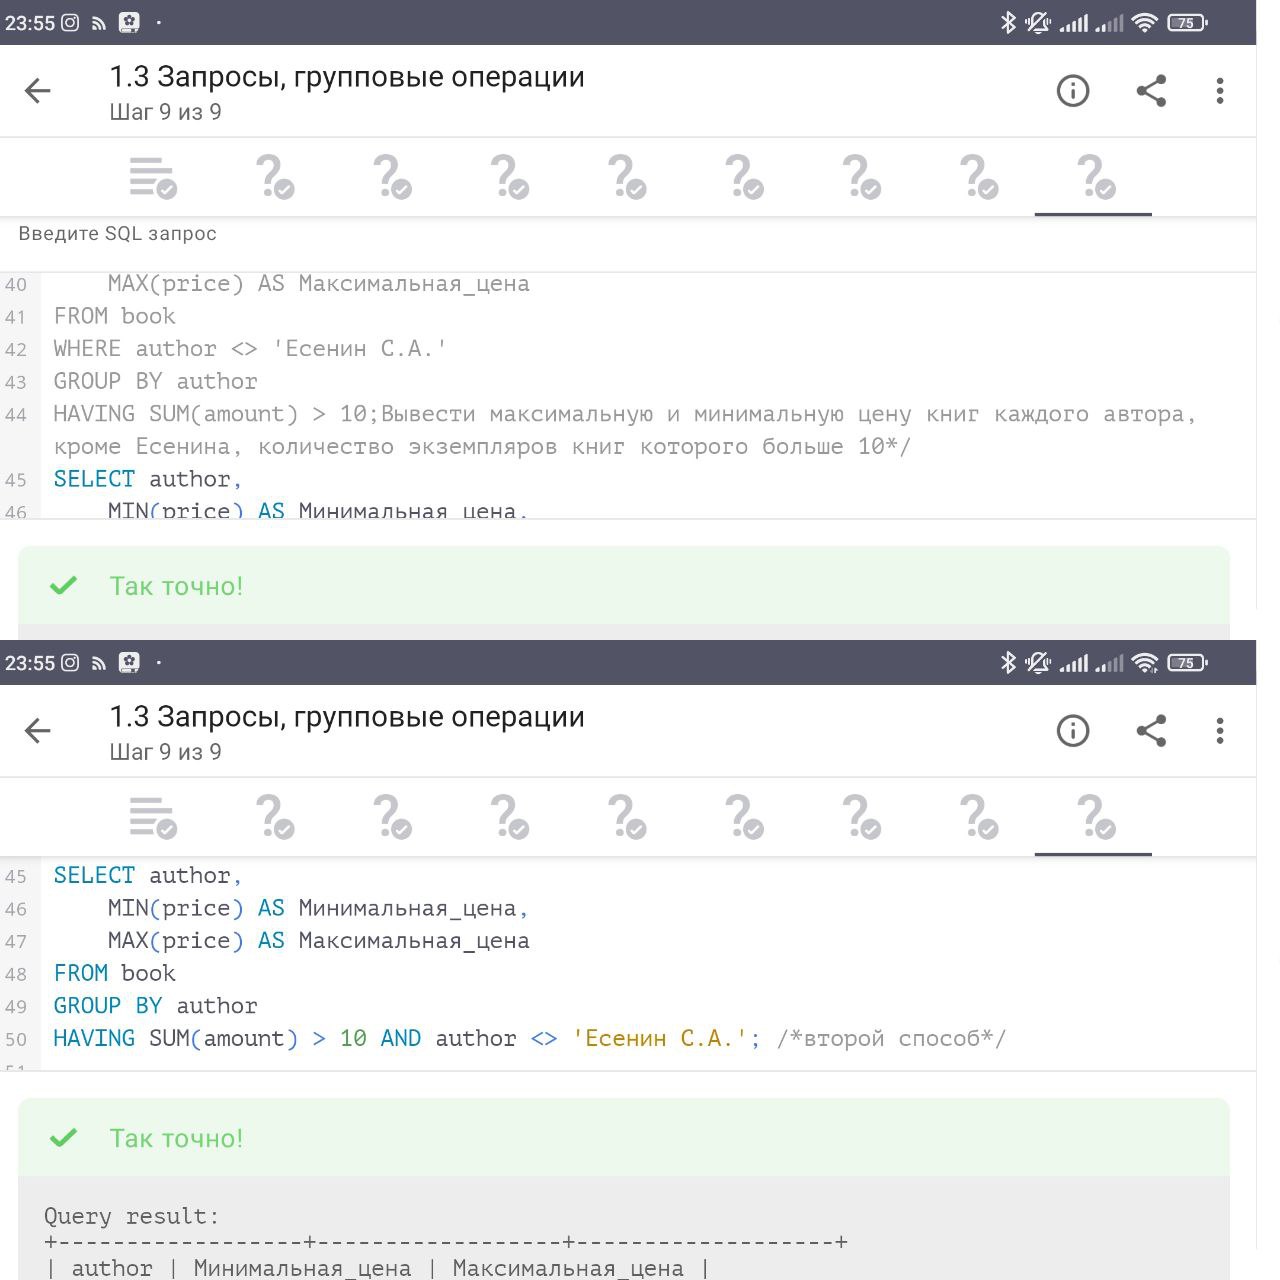 23:55
75
1.3 Запросы, групповые операции
Шаг 9 из 9
Введите SQL запрос
40 MAX(price) AS Максимальная_цена
41 FROM book
42 WHERE author <> 'Есенин С.А.'
43 GROUP BY author
44 HAVING SUM(amount) > 10;Вывести максимальную и минимальную цену книг каждого автора,
кроме Есенина, количество экземпляров книг которого больше 10*/
45 SELECT author,
46 MIN(price) AS Минимальная_цена,
Так точно!
23:55
75
1.3 Запросы, групповые операции
Шаг 9 из 9
45 SELECT author,
46 MIN(price) AS Минимальная_цена,
47 MAX(price) AS Максимальная_цена
48 FROM book
49 GROUP BY author
50 HAVING SUM(amount) > 10 AND author <> 'Есенин С.А.'; /*второй способ*/
51
Так точно!
Query result:
+------------------+------------------+-------------------+
| author | Минимальная_цена | Максимальная_цена |